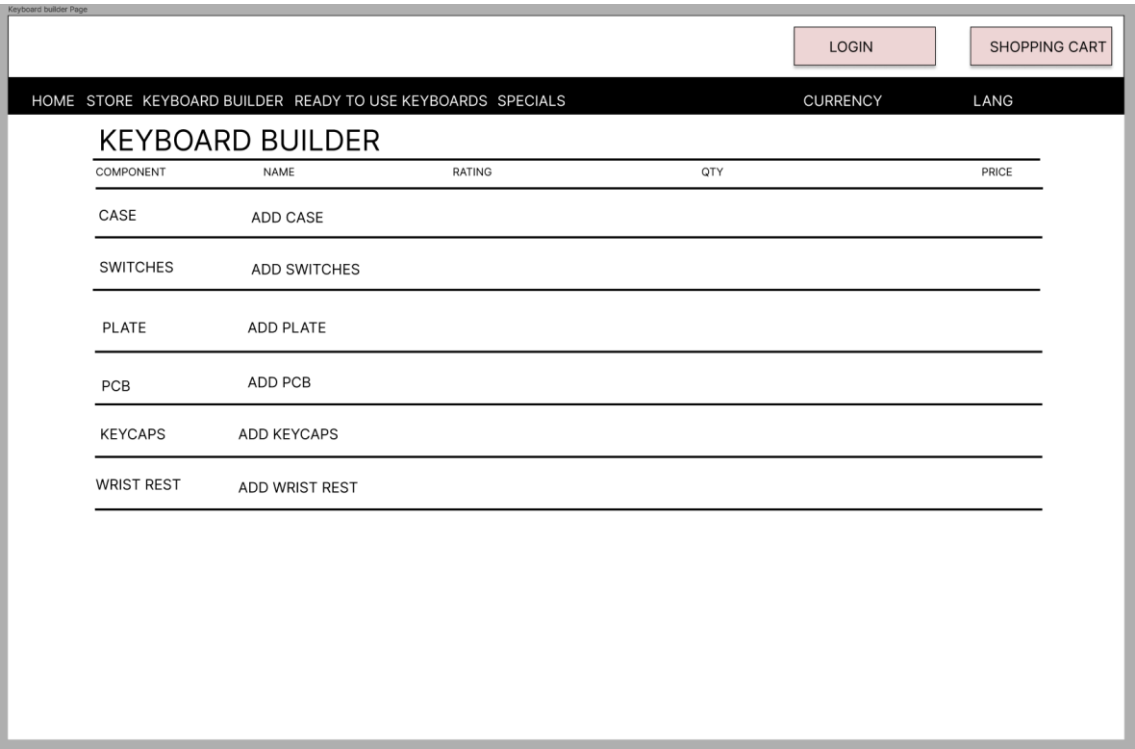 Keyboard builder Page
LOGIN SHOPPING CART
HOME STORE KEYBOARD BUILDER READY TO USE KEYBOARDS SPECIALS CURRENCY LANG
KEYBOARD BUILDER
COMPONENT NAME RATING QTY PRICE
CASE ADD CASE
SWITCHES ADD SWITCHES
PLATE ADD PLATE
PCB ADD PCB
KEYCAPS ADD KEYCAPS
WRIST REST ADD WRIST REST